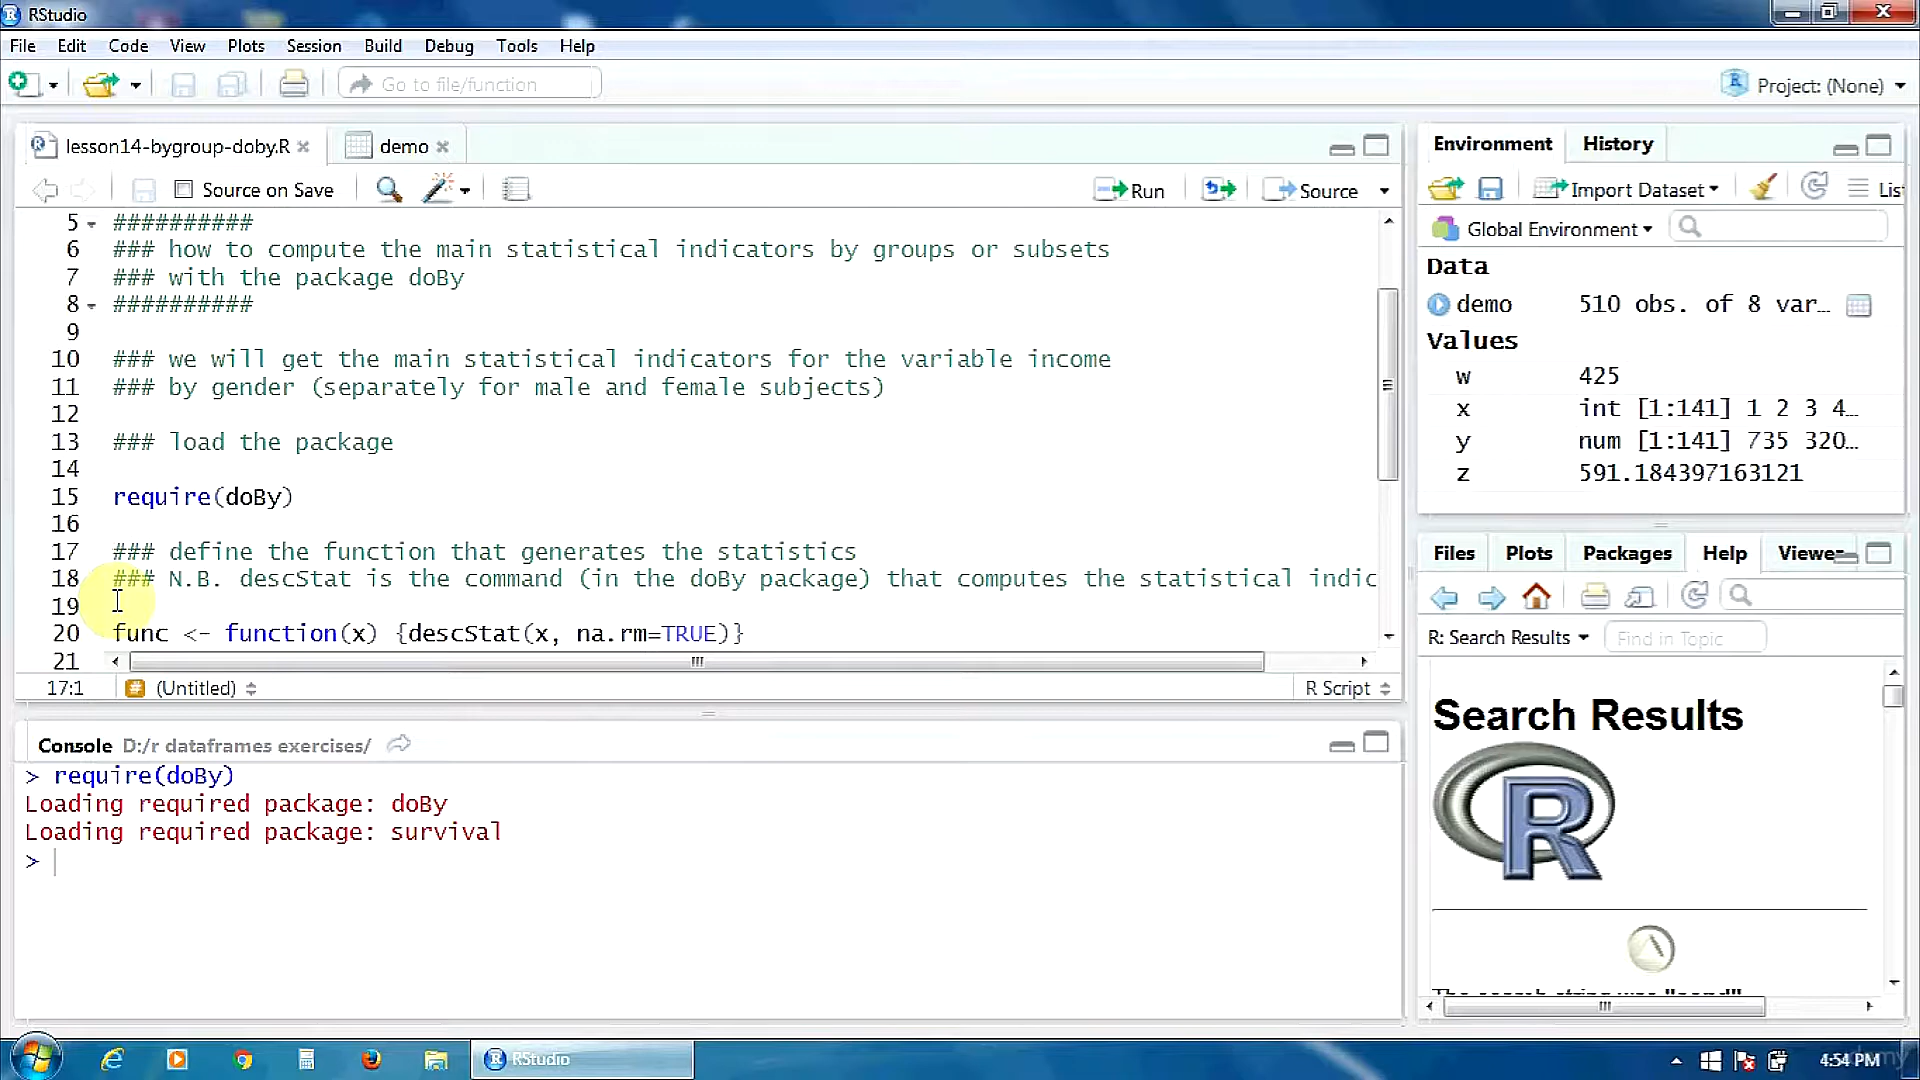 RStudio
File Edit Code View Plots Session Build Debug Tools Help
Go to file/function
Project: (None)
lesson14-bygroup-doby.R
demo
Source on Save
Run
Source
5 ##########
6 ### how to compute the main statistical indicators by groups or subsets
7 ### with the package doBy
8 ##########
9
10 ### we will get the main statistical indicators for the variable income
11 ### by gender (separately for male and female subjects)
12
13 ### load the package
14
15 require(doBy)
16
17 ### define the function that generates the statistics
18 ### N.B. descStat is the command (in the doBy package) that computes the statistical indic
19
20 func <- function(x) {descStat(x, na.rm=TRUE)}
21
17:1 (Untitled) R Script
Console D:/r dataframes exercises/
> require(doBy)
Loading required package: doBy
Loading required package: survival
>
Environment History
Import Dataset
Global Environment
Data
demo 510 obs. of 8 var…
Values
w 425
x int [1:141] 1 2 3 4…
y num [1:141] 735 320…
z 591.184397163121
Files Plots Packages Help
R: Search Results Find in Topic
Search Results
R
RStudio
4:54 PM